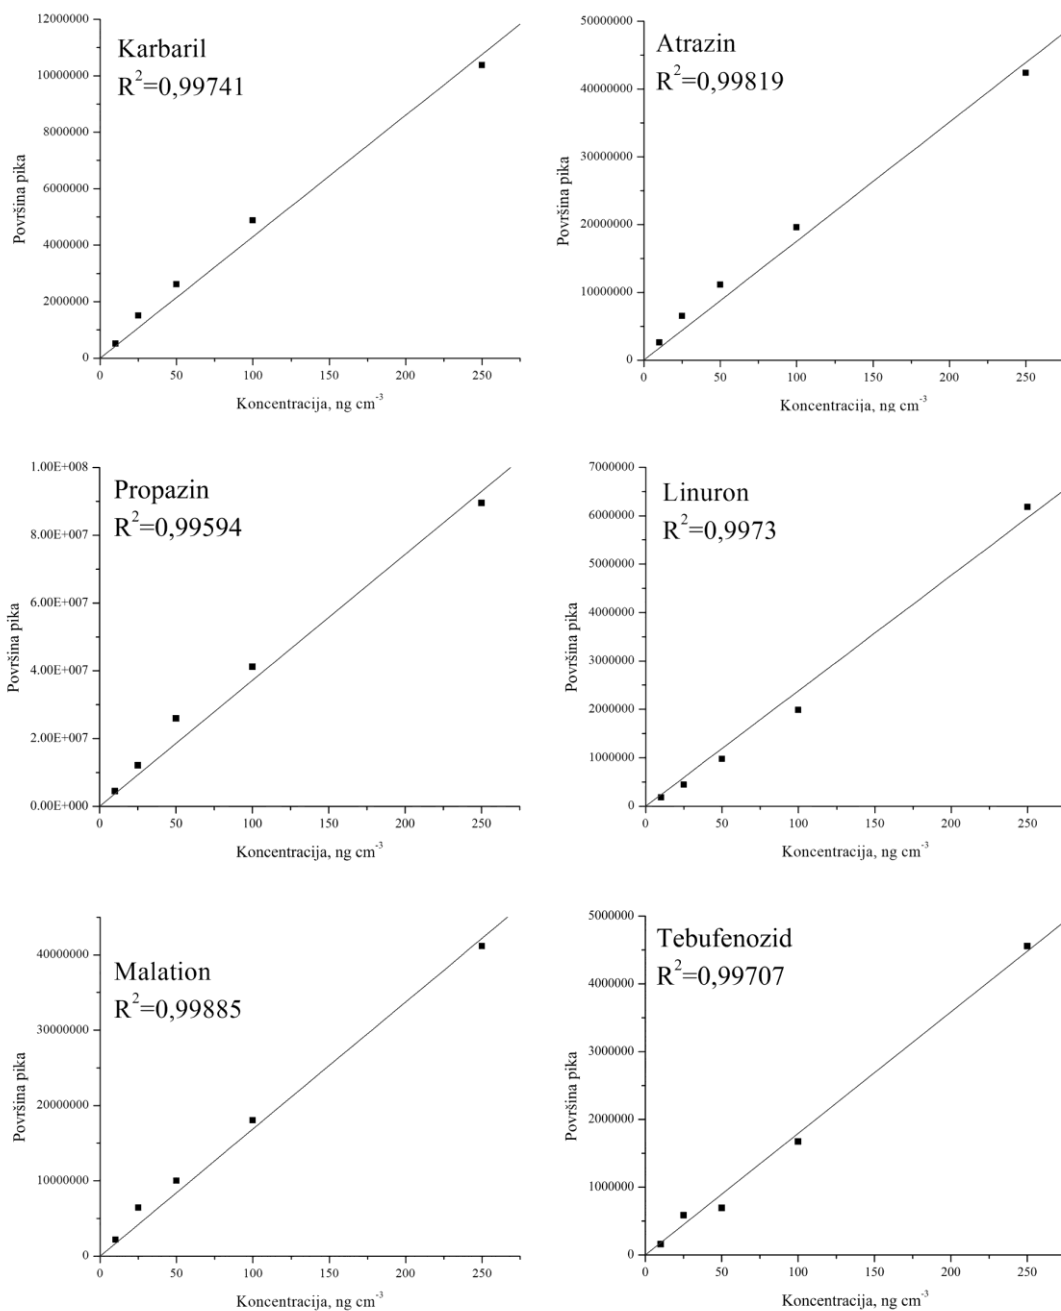 Karbaril
R²=0,99741
12000000
10000000
8000000
6000000
4000000
2000000
0
Površina pika
0 50 100 150 200 250
Koncentracija, ng cm⁻³
Atrazin
R²=0,99819
50000000
40000000
30000000
20000000
10000000
0
Površina pika
0 50 100 150 200 250
Koncentracija, ng cm⁻³
Propazin
R²=0,99594
1.00E+008
8.00E+007
6.00E+007
4.00E+007
2.00E+007
0.00E+000
Površina pika
0 50 100 150 200 250
Koncentracija, ng cm⁻³
Linuron
R²=0,9973
7000000
6000000
5000000
4000000
3000000
2000000
1000000
0
Površina pika
0 50 100 150 200 250
Koncentracija, ng cm⁻³
Malation
R²=0,99885
40000000
30000000
20000000
10000000
0
Površina pika
0 50 100 150 200 250
Koncentracija, ng cm⁻³
Tebufenozid
R²=0,99707
5000000
4000000
3000000
2000000
1000000
0
Površina pika
0 50 100 150 200 250
Koncentracija, ng cm⁻³